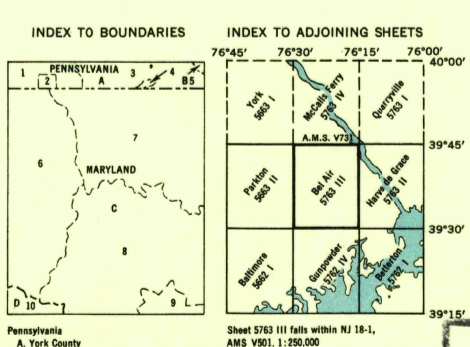 INDEX TO BOUNDARIES
1
2
PENNSYLVANIA
A
3
4
B
5
6
7
MARYLAND
C
8
D
10
9
Pennsylvania
A. York County
INDEX TO ADJOINING SHEETS
76°45' 76°30' 76°15' 76°00'
40°00'
39°45'
39°30'
39°15'
York
5663 I
McCalls Ferry
5763 IV
Quarryville
5763 I
A.M.S. V731
Parkton
5663 II
Bel Air
5763 III
Havre de Grace
5763 II
Baltimore
5662 I
Gunpowder
5762 IV
Betterton
5762 I
Sheet 5763 III falls within NJ 18-1,
AMS V501, 1:250,000